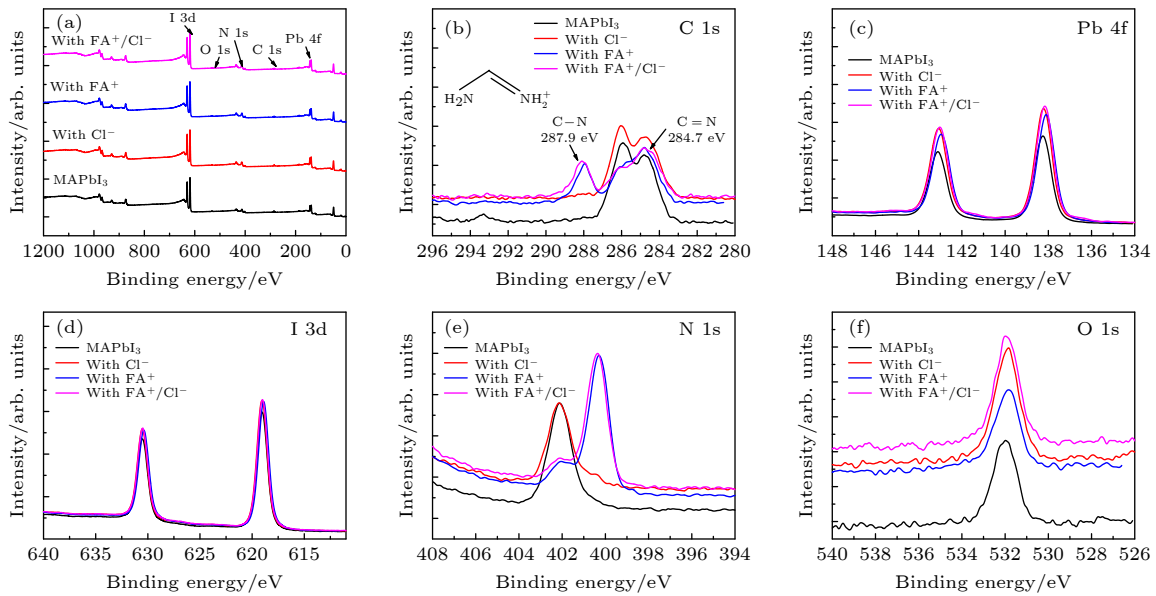 (a)
I 3d
With FA⁺/Cl⁻
N 1s
Pb 4f
O 1s
C 1s
With FA⁺
With Cl⁻
MAPbI₃
Intensity/arb. units
1200 1000 800 600 400 200 0
Binding energy/eV
(b)
C 1s
MAPbI₃
With Cl⁻
With FA⁺
With FA⁺/Cl⁻
H₂N
NH₂⁺
C−N
287.9 eV
C = N
284.7 eV
Intensity/arb. units
296 294 292 290 288 286 284 282 280
Binding energy/eV
(c)
Pb 4f
MAPbI₃
With Cl⁻
With FA⁺
With FA⁺/Cl⁻
Intensity/arb. units
148 146 144 142 140 138 136 134
Binding energy/eV
(d)
I 3d
MAPbI₃
With Cl⁻
With FA⁺
With FA⁺/Cl⁻
Intensity/arb. units
640 635 630 625 620 615
Binding energy/eV
(e)
N 1s
MAPbI₃
With Cl⁻
With FA⁺
With FA⁺/Cl⁻
Intensity/arb. units
408 406 404 402 400 398 396 394
Binding energy/eV
(f)
O 1s
MAPbI₃
With Cl⁻
With FA⁺
With FA⁺/Cl⁻
Intensity/arb. units
540 538 536 534 532 530 528 526
Binding energy/eV